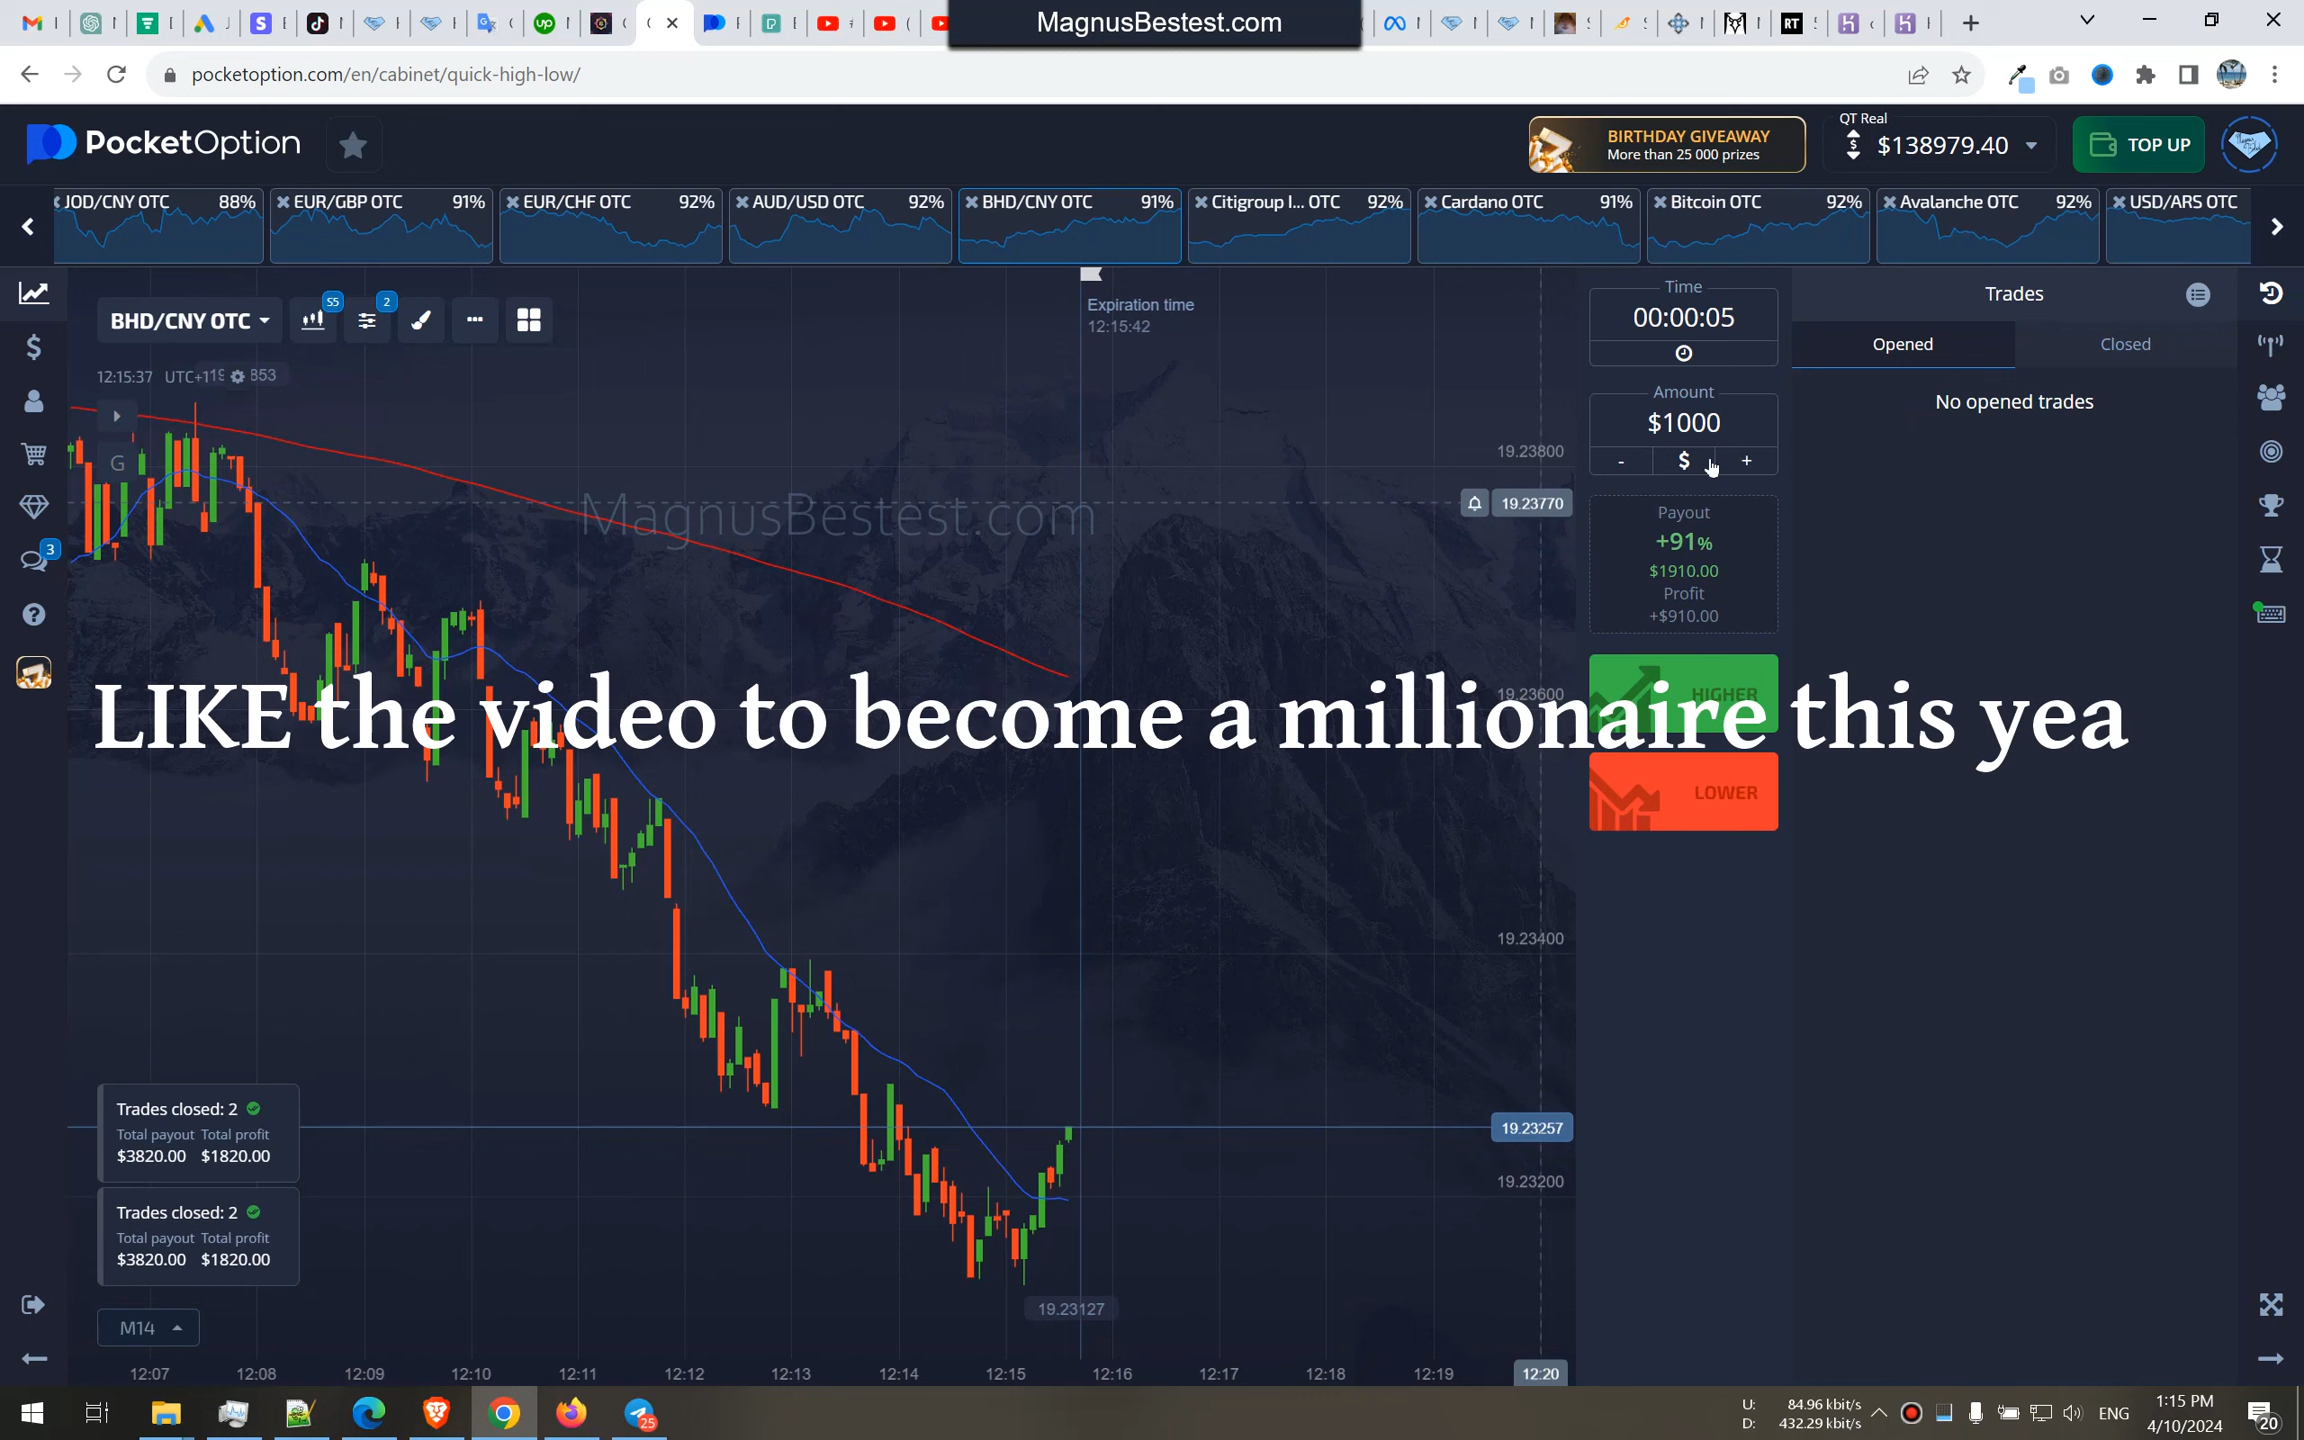 MagnusBestest.com
pocketoption.com/en/cabinet/quick-high-low/
PocketOption
BIRTHDAY GIVEAWAY
More than 25 000 prizes
QT Real
$138979.40
TOP UP
JOD/CNY OTC 88%
EUR/GBP OTC 91%
EUR/CHF OTC 92%
AUD/USD OTC 92%
BHD/CNY OTC 91%
Citigroup I... OTC 92%
Cardano OTC 91%
Bitcoin OTC 92%
Avalanche OTC 92%
USD/ARS OTC
BHD/CNY OTC
S5
2
Expiration time
12:15:42
12:15:37 UTC+1
G
MagnusBestest.com
19.23800
19.23770
19.23600
19.23400
19.23257
19.23200
19.23127
Time
00:00:05
Amount
$1000
- $ +
Payout
+91%
$1910.00
Profit
+$910.00
HIGHER
LOWER
Trades
Opened Closed
No opened trades
3
LIKE the video to become a millionaire this yea
Trades closed: 2
Total payout Total profit
$3820.00 $1820.00
Trades closed: 2
Total payout Total profit
$3820.00 $1820.00
M14
12:07 12:08 12:09 12:10 12:11 12:12 12:13 12:14 12:15 12:16 12:17 12:18 12:19 12:20
25
U: 84.96 kbit/s
D: 432.29 kbit/s
ENG
1:15 PM
4/10/2024
20